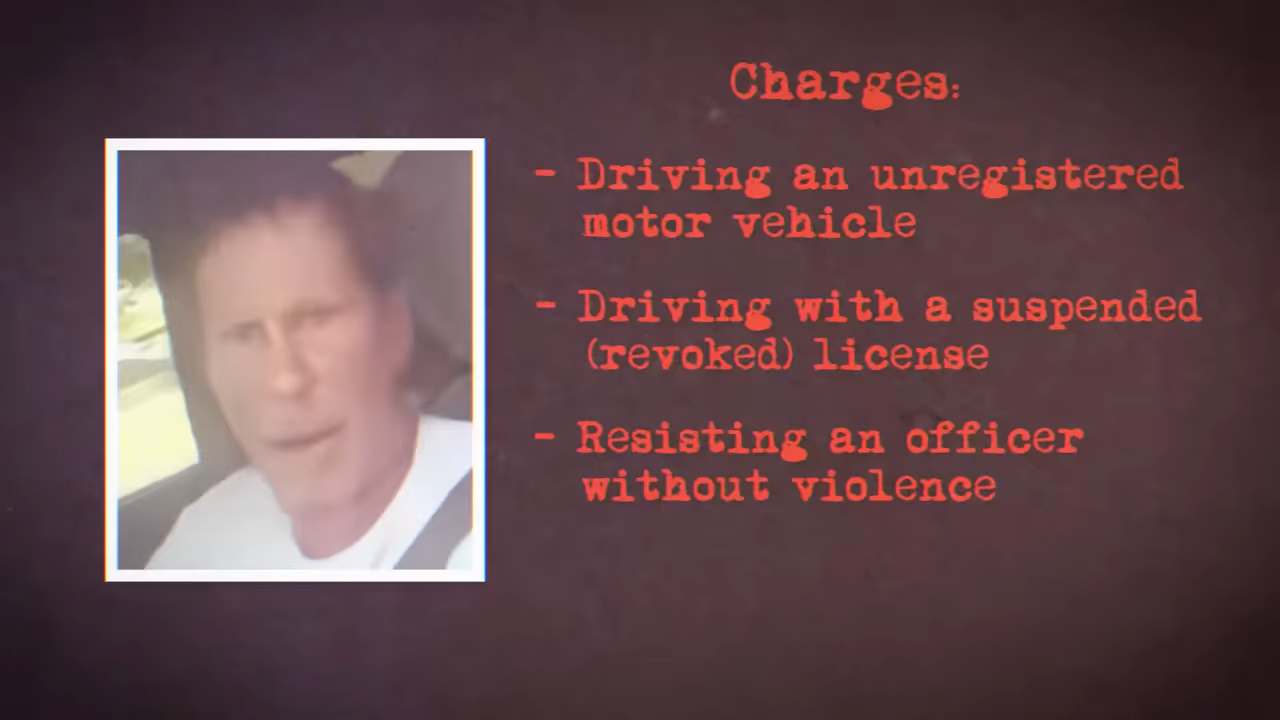 Charges:
- Driving an unregistered
motor vehicle
- Driving with a suspended
(revoked) license
- Resisting an officer
without violence